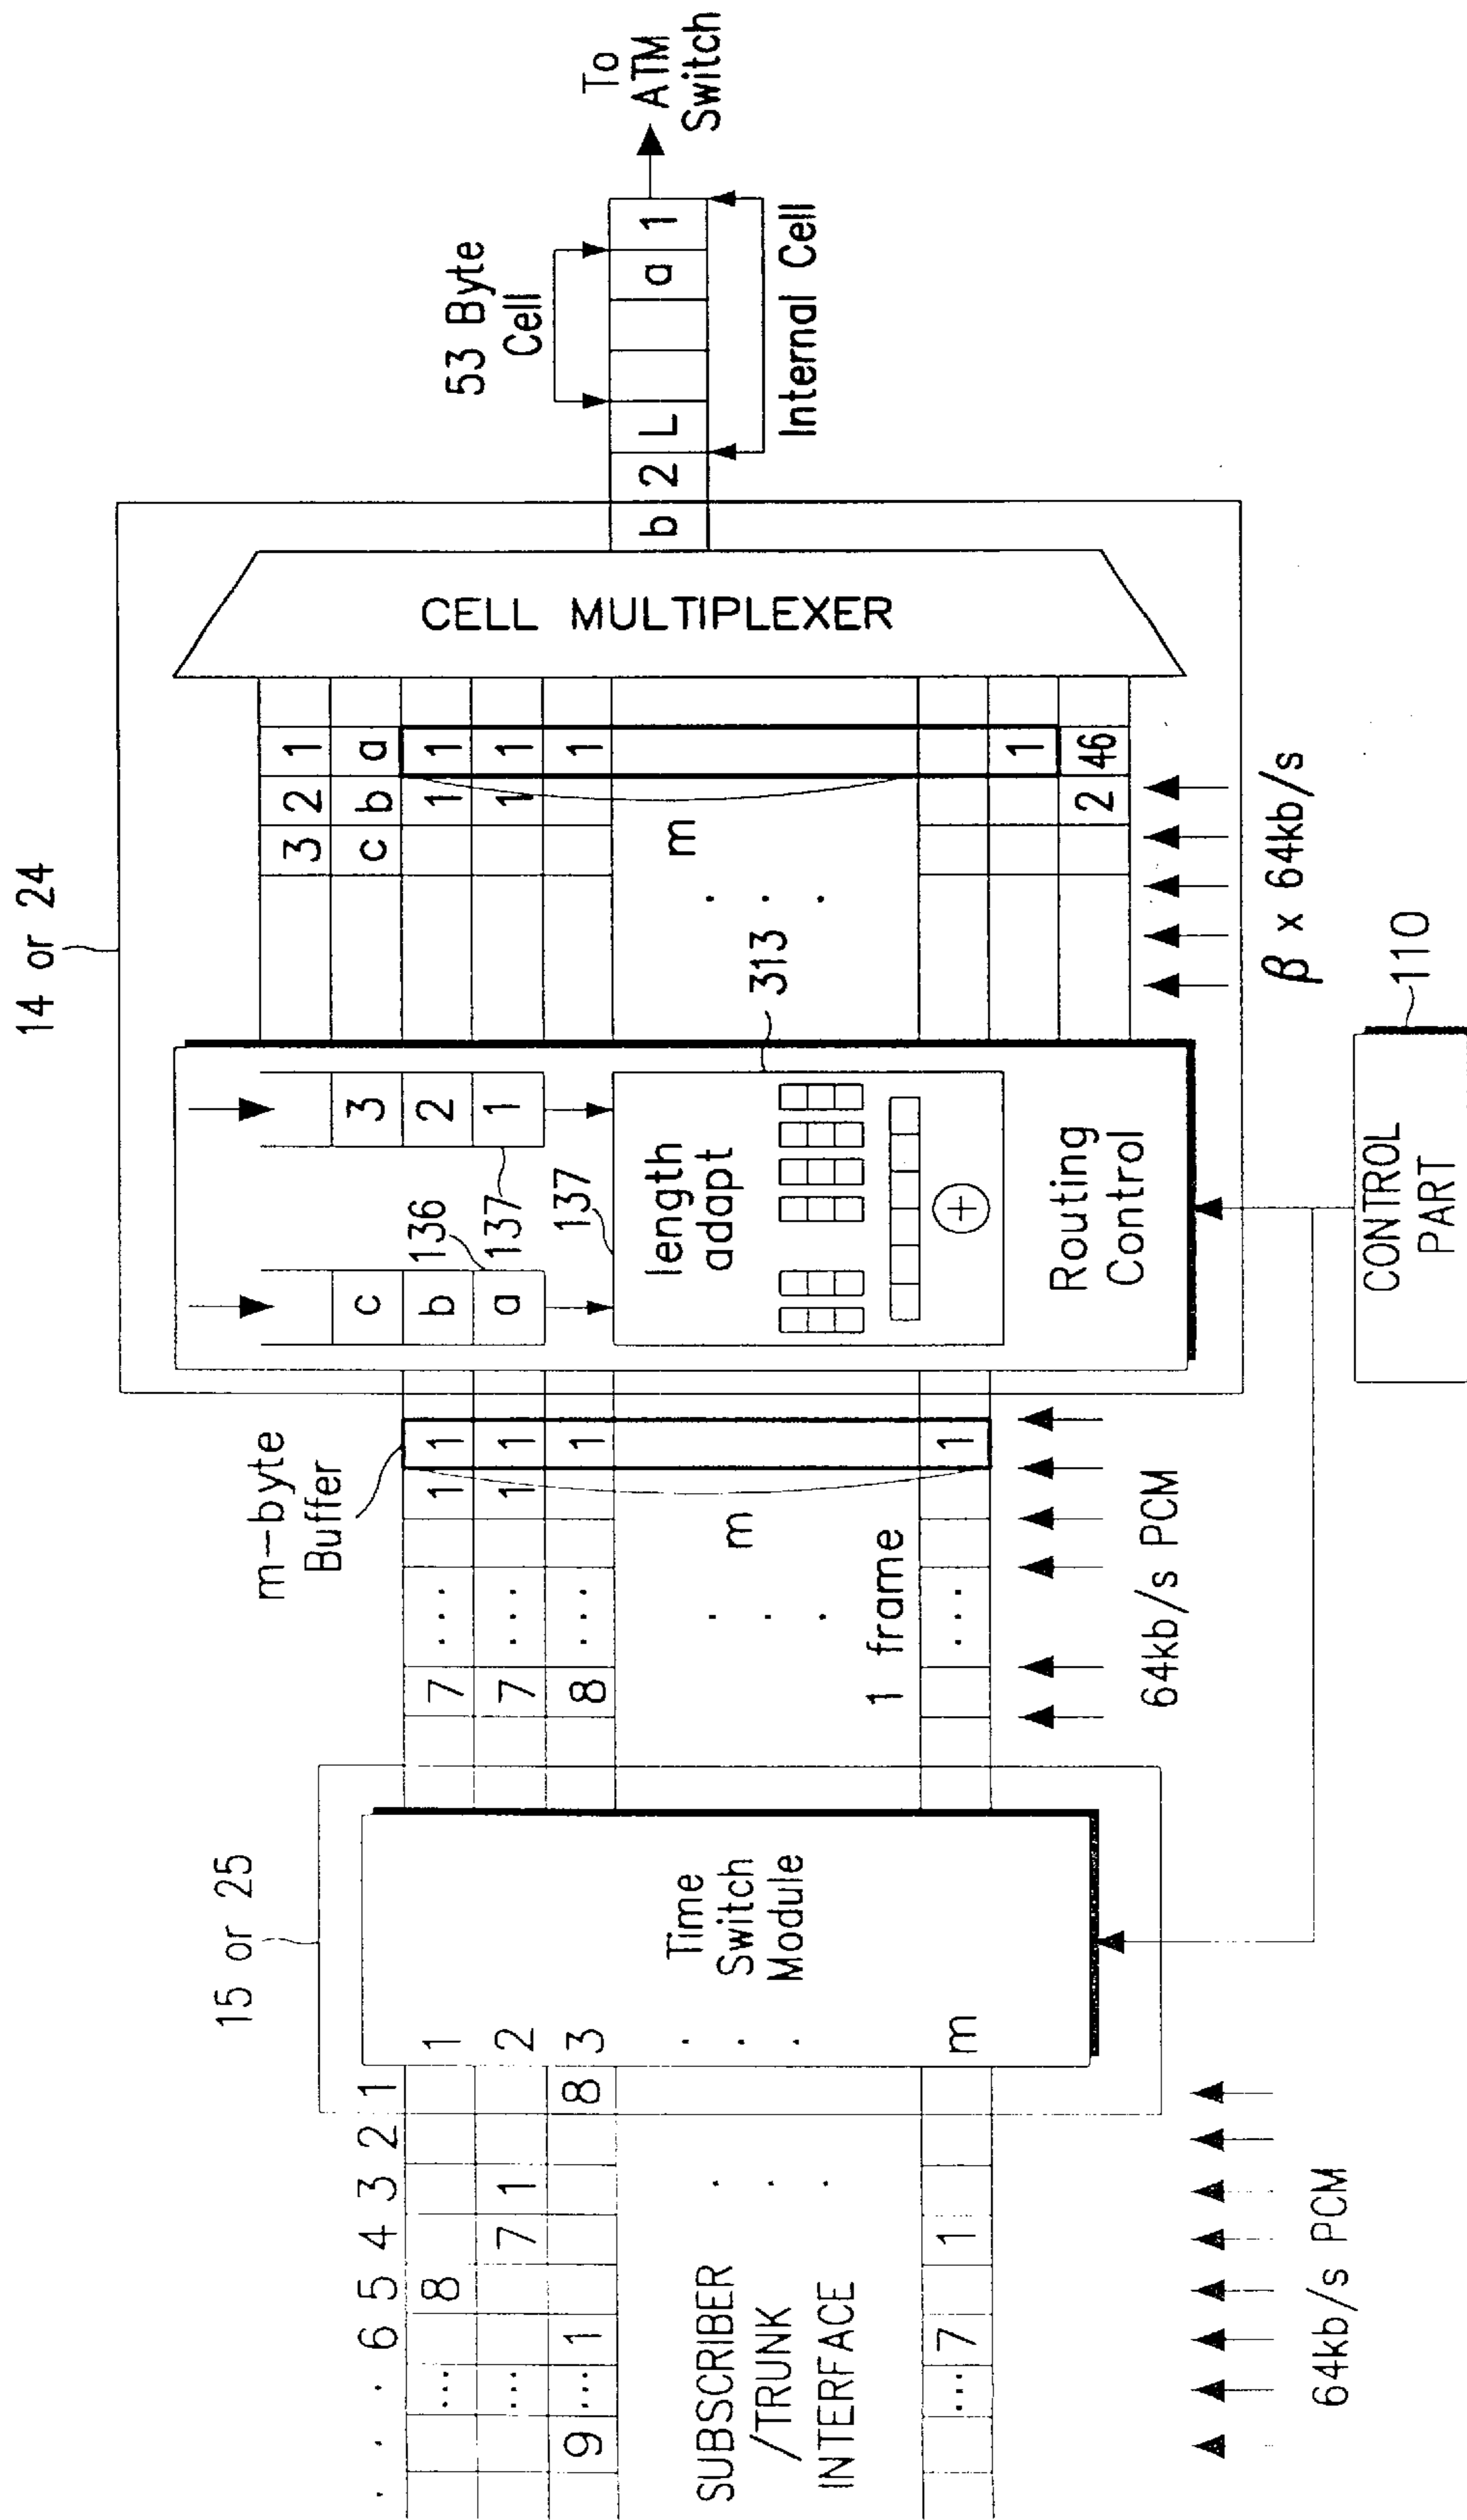 14 or 24
15 or 25
m-byte
Buffer
53 Byte
Cell
To
ATM
Switch
Internal Cell
. . . 6 5 4 3 2 1
... 8
... 7 1
9 ... 1 8
SUBSCRIBER
/TRUNK
INTERFACE
. . .
... 7 1
64kb/s PCM
1
2
3
. . .
m
Time
Switch
Module
7 ... 1 1
7 ... 1 1
8 ... 1
m
. . .
1 frame
... 1
64kb/s PCM
c
b
a
136
137
3
2
1
137
length
adapt
313
Routing
Control
3 2 1
c b a
1 1
1 1
1
m
. . .
1
2 46
β x 64kb/s
CELL MULTIPLEXER
b 2 L a 1
CONTROL
PART
110